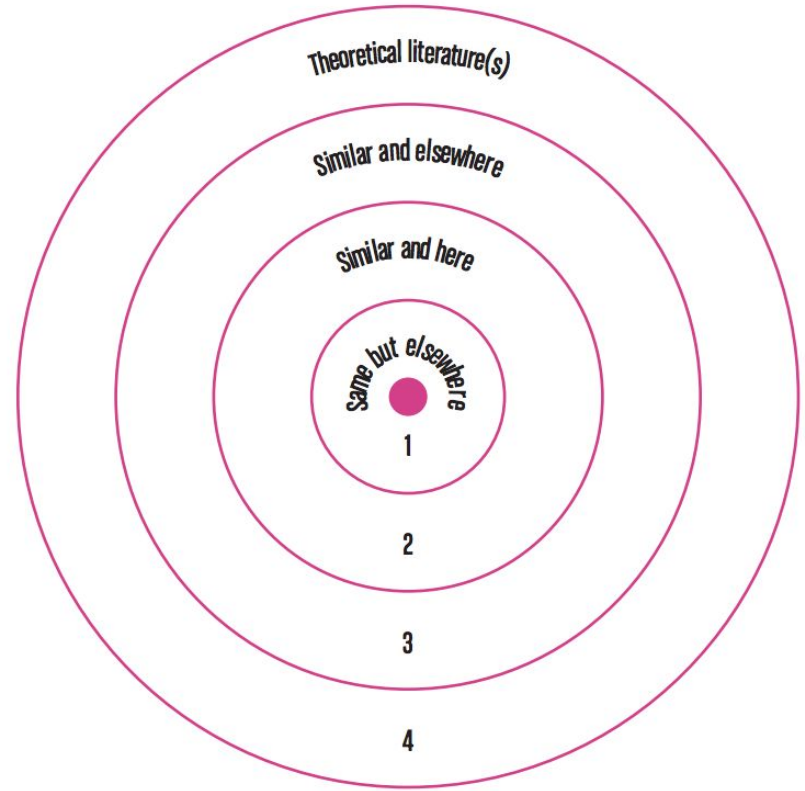 Theoretical literature(s)
Similar and elsewhere
Similar and here
Same but elsewhere
1
2
3
4